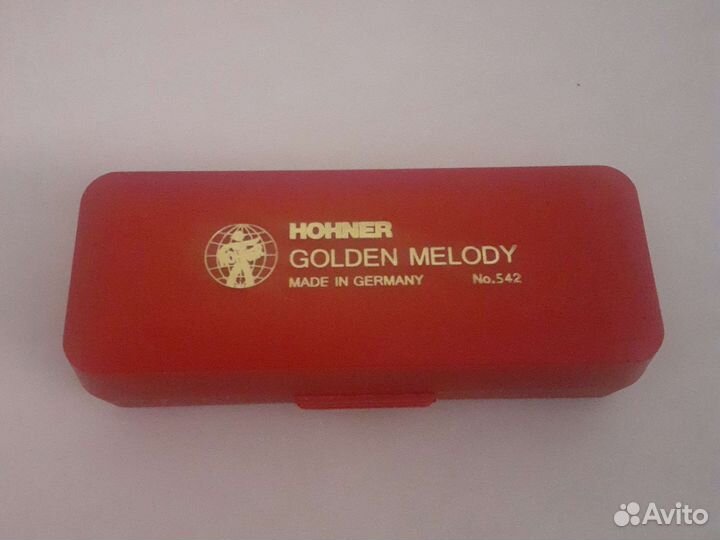 HOHNER
GOLDEN MELODY
MADE IN GERMANY No.542
Avito